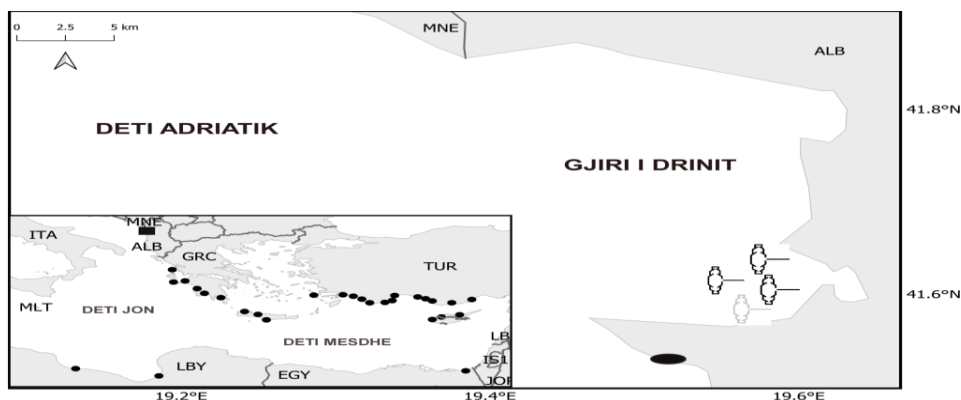 0 2.5 5 km
MNE
ALB
41.8°N
DETI ADRIATIK
GJIRI I DRINIT
MNE
ITA
ALB
GRC
TUR
41.6°N
MLT
DETI JON
LB
DETI MESDHE
IS1
LBY
EGY
JOR
19.2°E
19.4°E
19.6°E